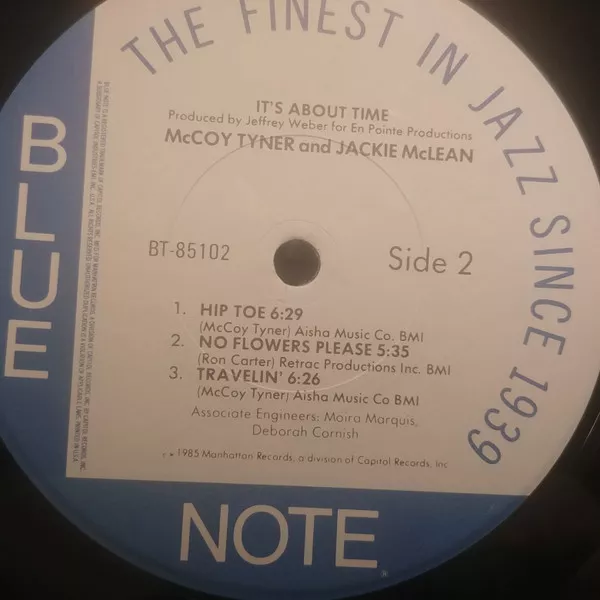 THE FINEST IN JAZZ SINCE 1939
IT'S ABOUT TIME
Produced by Jeffrey Weber for En Pointe Productions
McCOY TYNER and JACKIE McLEAN
BT-85102
Side 2
1. HIP TOE 6:29
(McCoy Tyner) Aisha Music Co. BMI
2. NO FLOWERS PLEASE 5:35
(Ron Carter) Retrac Productions Inc. BMI
3. TRAVELIN' 6:26
(McCoy Tyner) Aisha Music Co BMI
Associate Engineers: Moira Marquis,
Deborah Cornish
1985 Manhattan Records, a division of Capitol Records, Inc
BLUE
NOTE